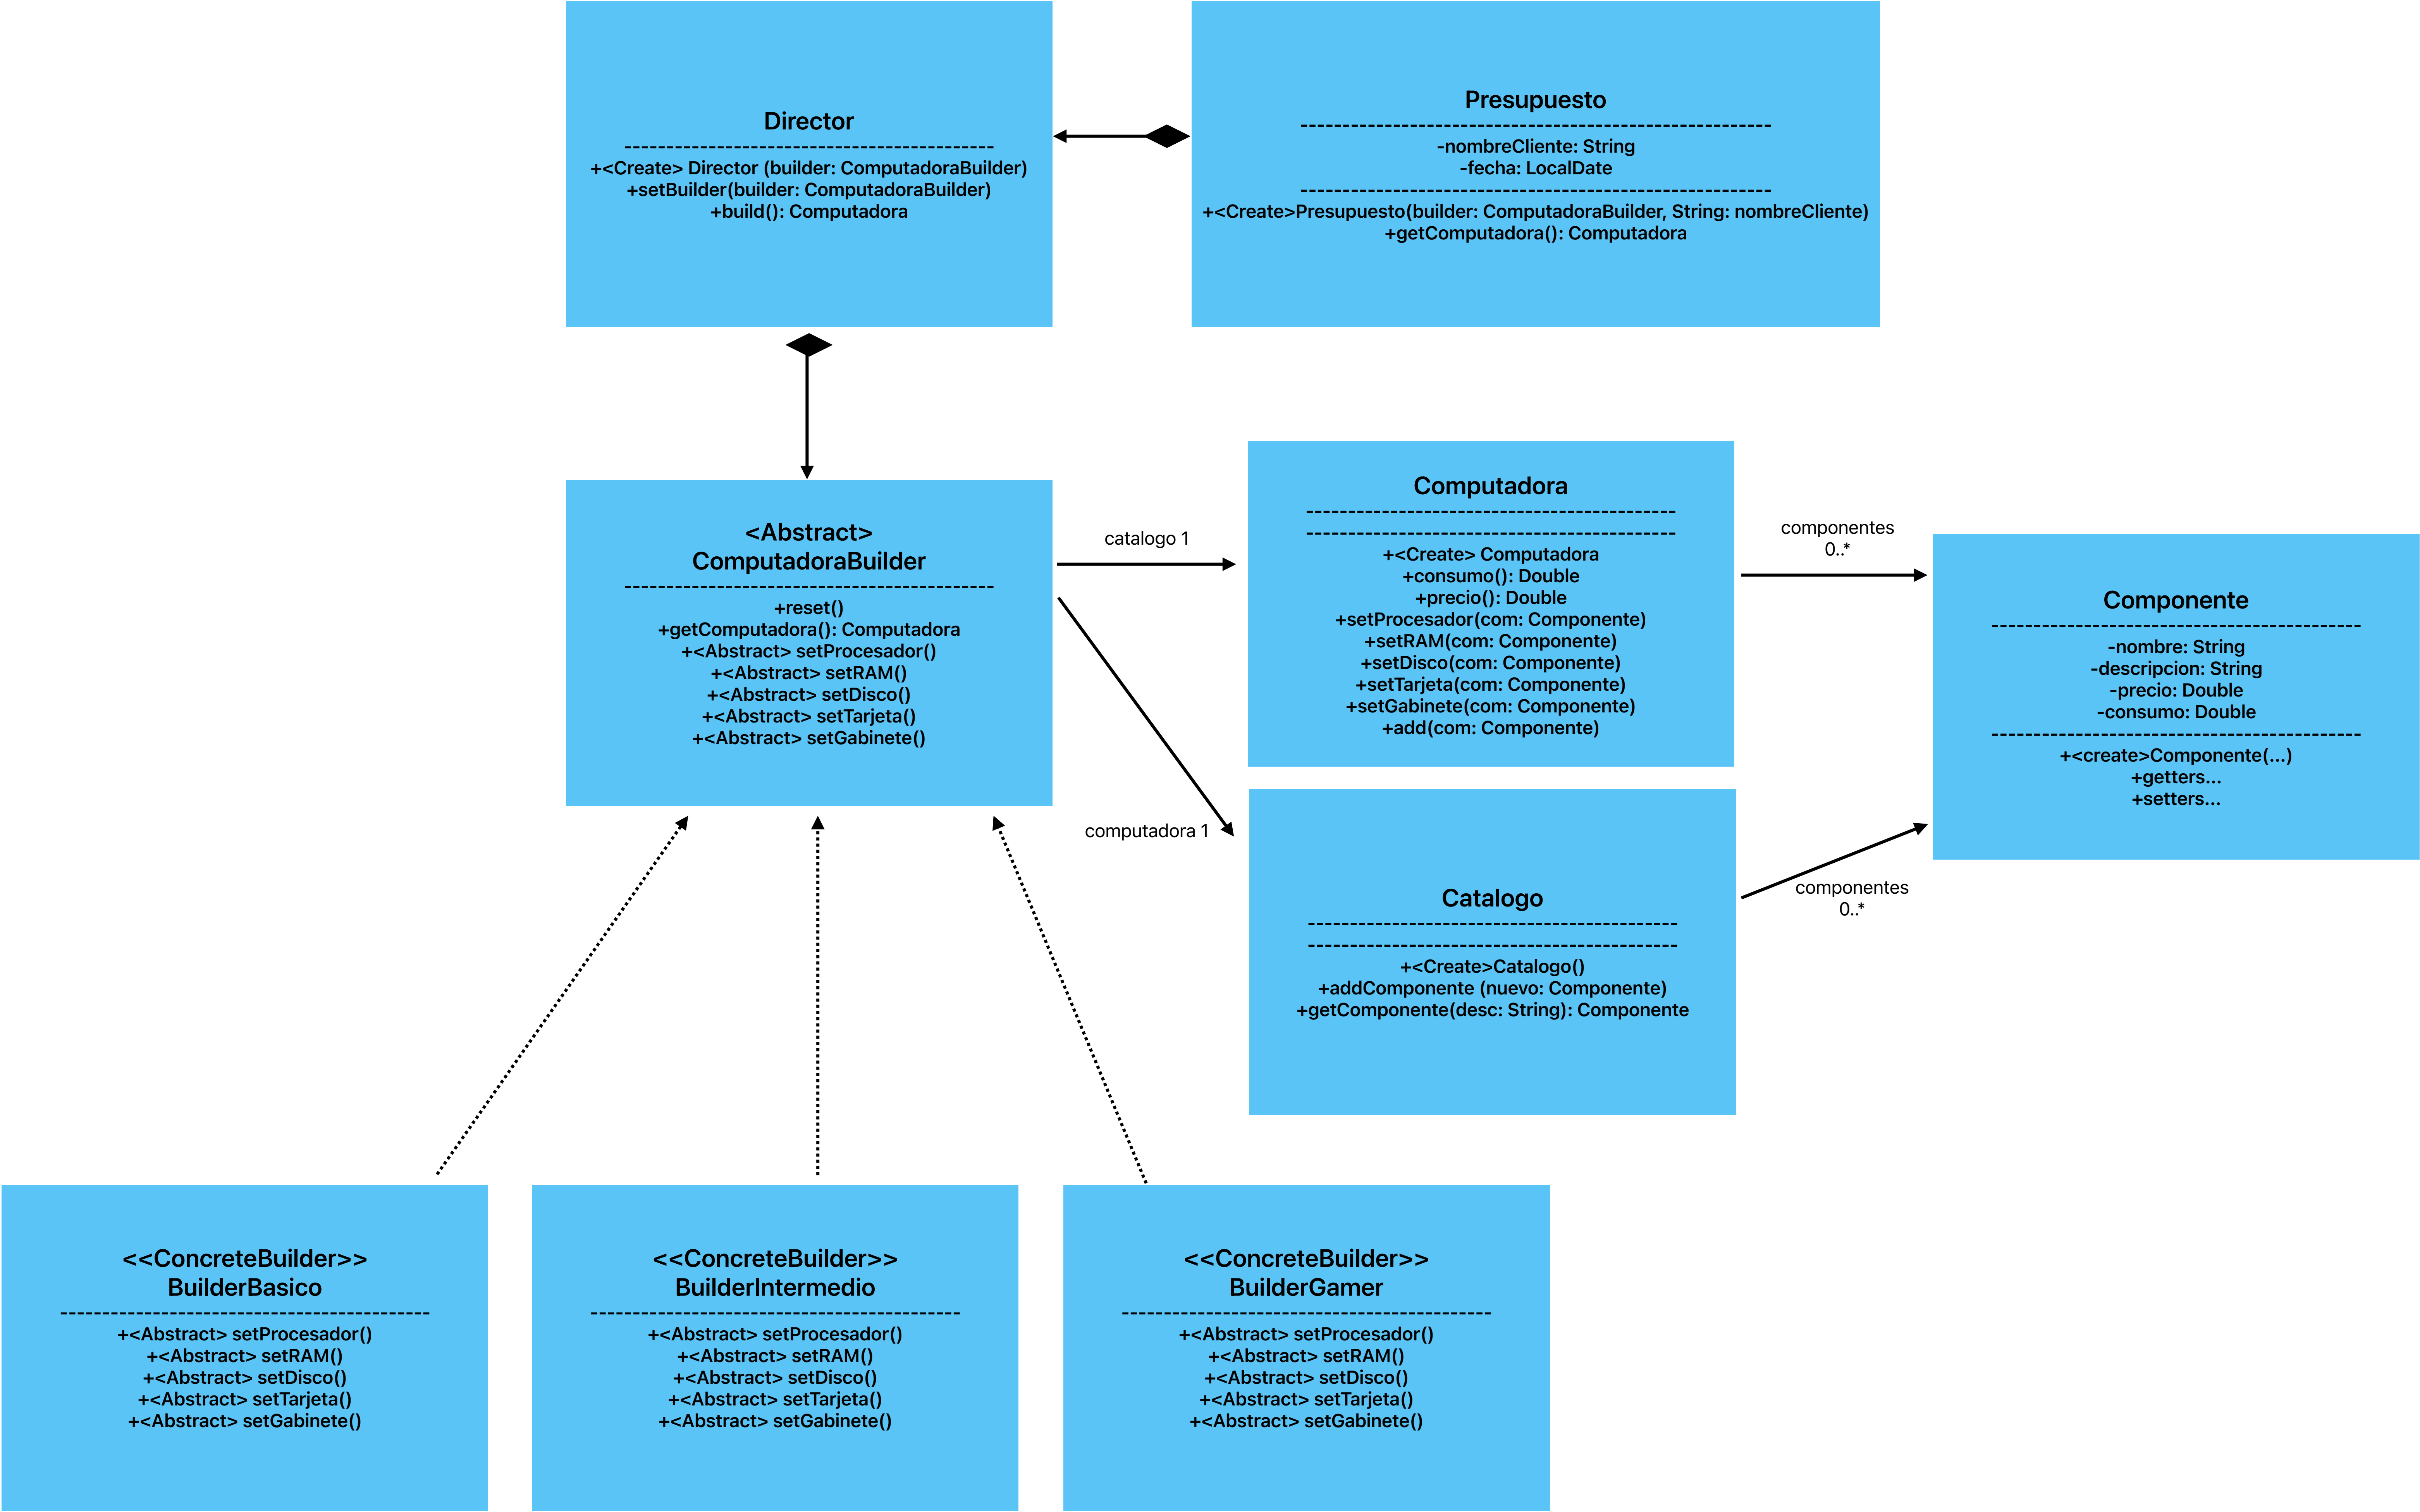 Director
+<Create> Director (builder: ComputadoraBuilder)
+setBuilder(builder: ComputadoraBuilder)
+build(): Computadora
Presupuesto
-nombreCliente: String
-fecha: LocalDate
+<Create>Presupuesto(builder: ComputadoraBuilder, String: nombreCliente)
+getComputadora(): Computadora
<Abstract>
ComputadoraBuilder
+reset()
+getComputadora(): Computadora
+<Abstract> setProcesador()
+<Abstract> setRAM()
+<Abstract> setDisco()
+<Abstract> setTarjeta()
+<Abstract> setGabinete()
catalogo 1
computadora 1
Computadora
+<Create> Computadora
+consumo(): Double
+precio(): Double
+setProcesador(com: Componente)
+setRAM(com: Componente)
+setDisco(com: Componente)
+setTarjeta(com: Componente)
+setGabinete(com: Componente)
+add(com: Componente)
componentes
0..*
Componente
-nombre: String
-descripcion: String
-precio: Double
-consumo: Double
+<create>Componente(...)
+getters...
+setters...
Catalogo
+<Create>Catalogo()
+addComponente (nuevo: Componente)
+getComponente(desc: String): Componente
componentes
0..*
<<ConcreteBuilder>>
BuilderBasico
+<Abstract> setProcesador()
+<Abstract> setRAM()
+<Abstract> setDisco()
+<Abstract> setTarjeta()
+<Abstract> setGabinete()
<<ConcreteBuilder>>
BuilderIntermedio
+<Abstract> setProcesador()
+<Abstract> setRAM()
+<Abstract> setDisco()
+<Abstract> setTarjeta()
+<Abstract> setGabinete()
<<ConcreteBuilder>>
BuilderGamer
+<Abstract> setProcesador()
+<Abstract> setRAM()
+<Abstract> setDisco()
+<Abstract> setTarjeta()
+<Abstract> setGabinete()